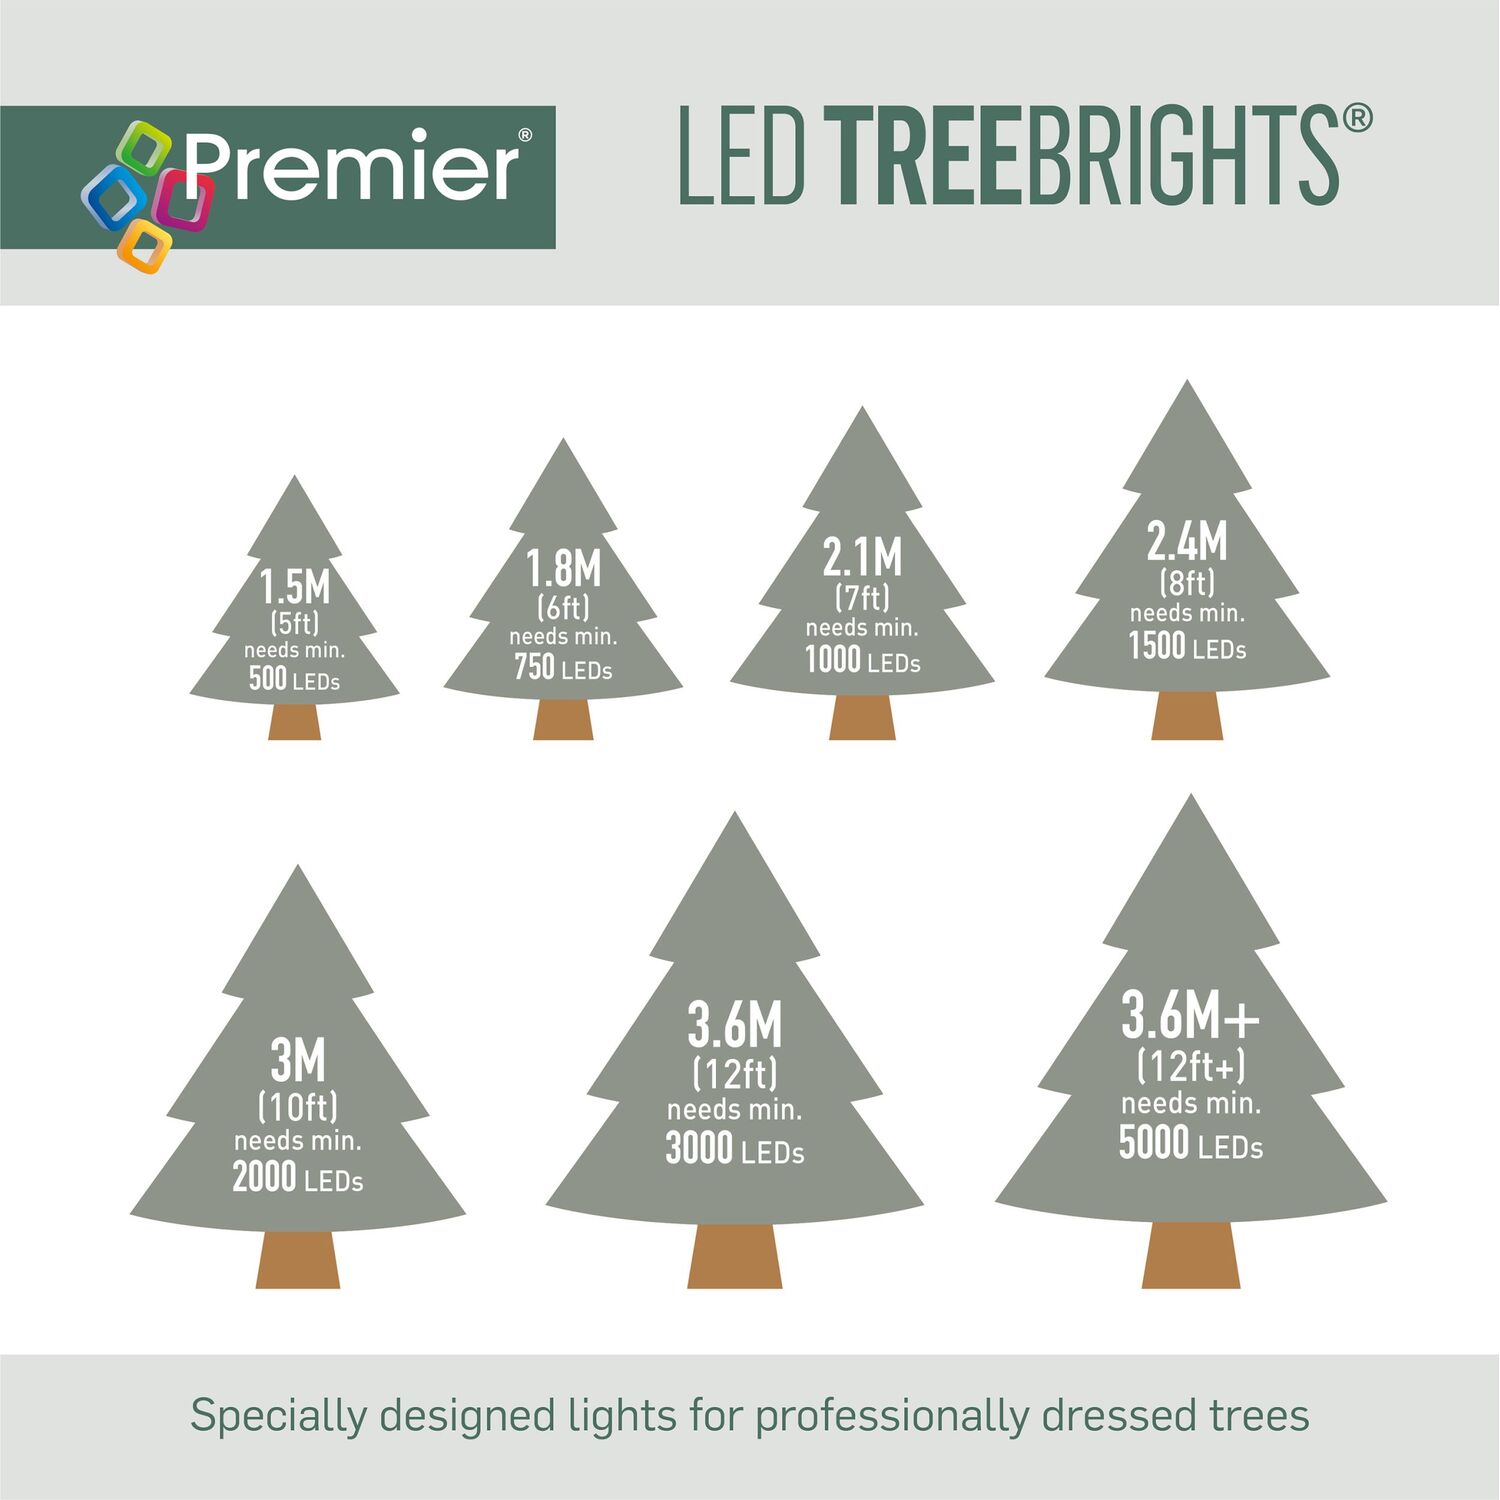 Premier®
LED TREEBRIGHTS®
1.5M
(5ft)
needs min.
500 LEDs
1.8M
(6ft)
needs min.
750 LEDs
2.1M
(7ft)
needs min.
1000 LEDs
2.4M
(8ft)
needs min.
1500 LEDs
3M
(10ft)
needs min.
2000 LEDs
3.6M
(12ft)
needs min.
3000 LEDs
3.6M+
(12ft+)
needs min.
5000 LEDs
Specially designed lights for professionally dressed trees